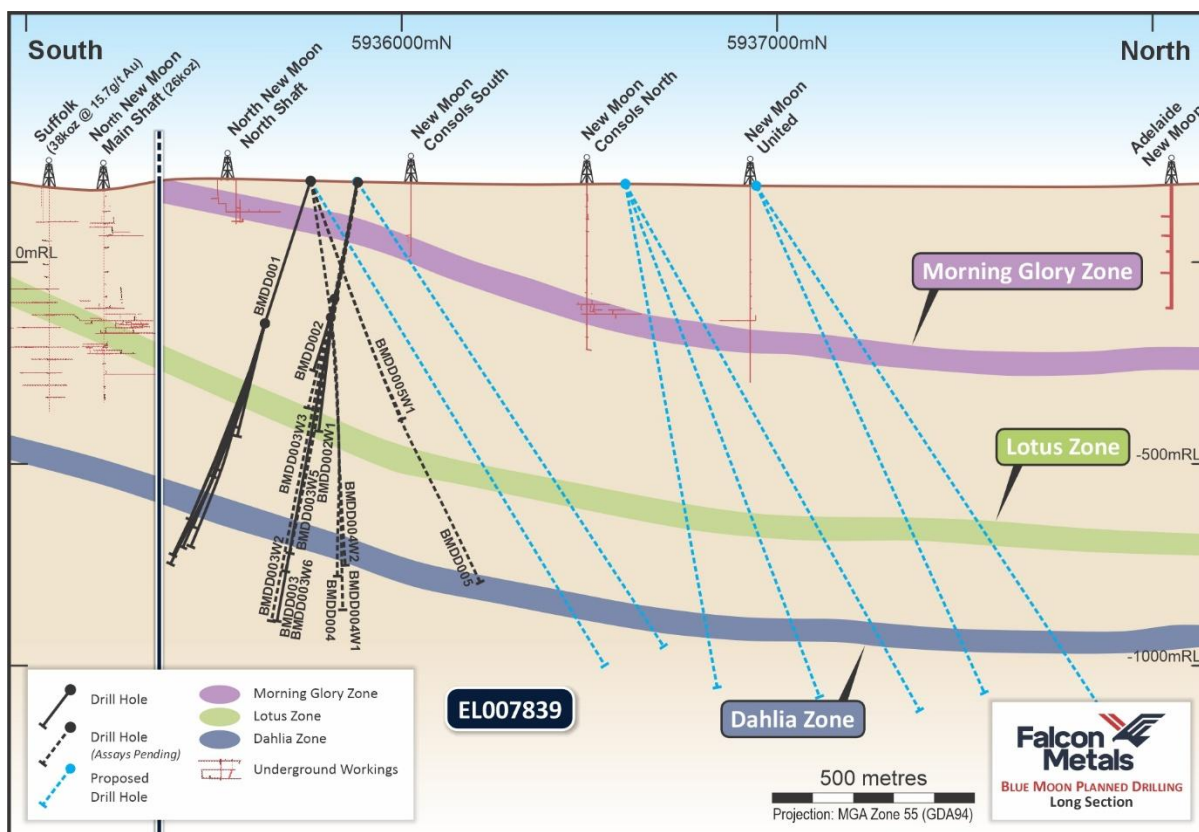 South
5936000mN
5937000mN
North
Suffolk
(38koz @ 15.7g/t Au)
North New Moon
Main Shaft (26koz)
North New Moon
North Shaft
New Moon
Consols South
New Moon
Consols North
New Moon
United
Adelaide
New Moon
0mRL
BMDD001
BMDD002
BMDD005W1
BMDD003W3
BMDD003W5
BMDD002W1
BMDD004W2
BMDD005
BMDD003W2
BMDD003
BMDD003W6
BMDD004
BMDD004W1
Morning Glory Zone
Lotus Zone
-500mRL
Dahlia Zone
-1000mRL
EL007839
Drill Hole
Drill Hole
(Assays Pending)
Proposed
Drill Hole
Morning Glory Zone
Lotus Zone
Dahlia Zone
Underground Workings
500 metres
Projection: MGA Zone 55 (GDA94)
Falcon
Metals
BLUE MOON PLANNED DRILLING
Long Section